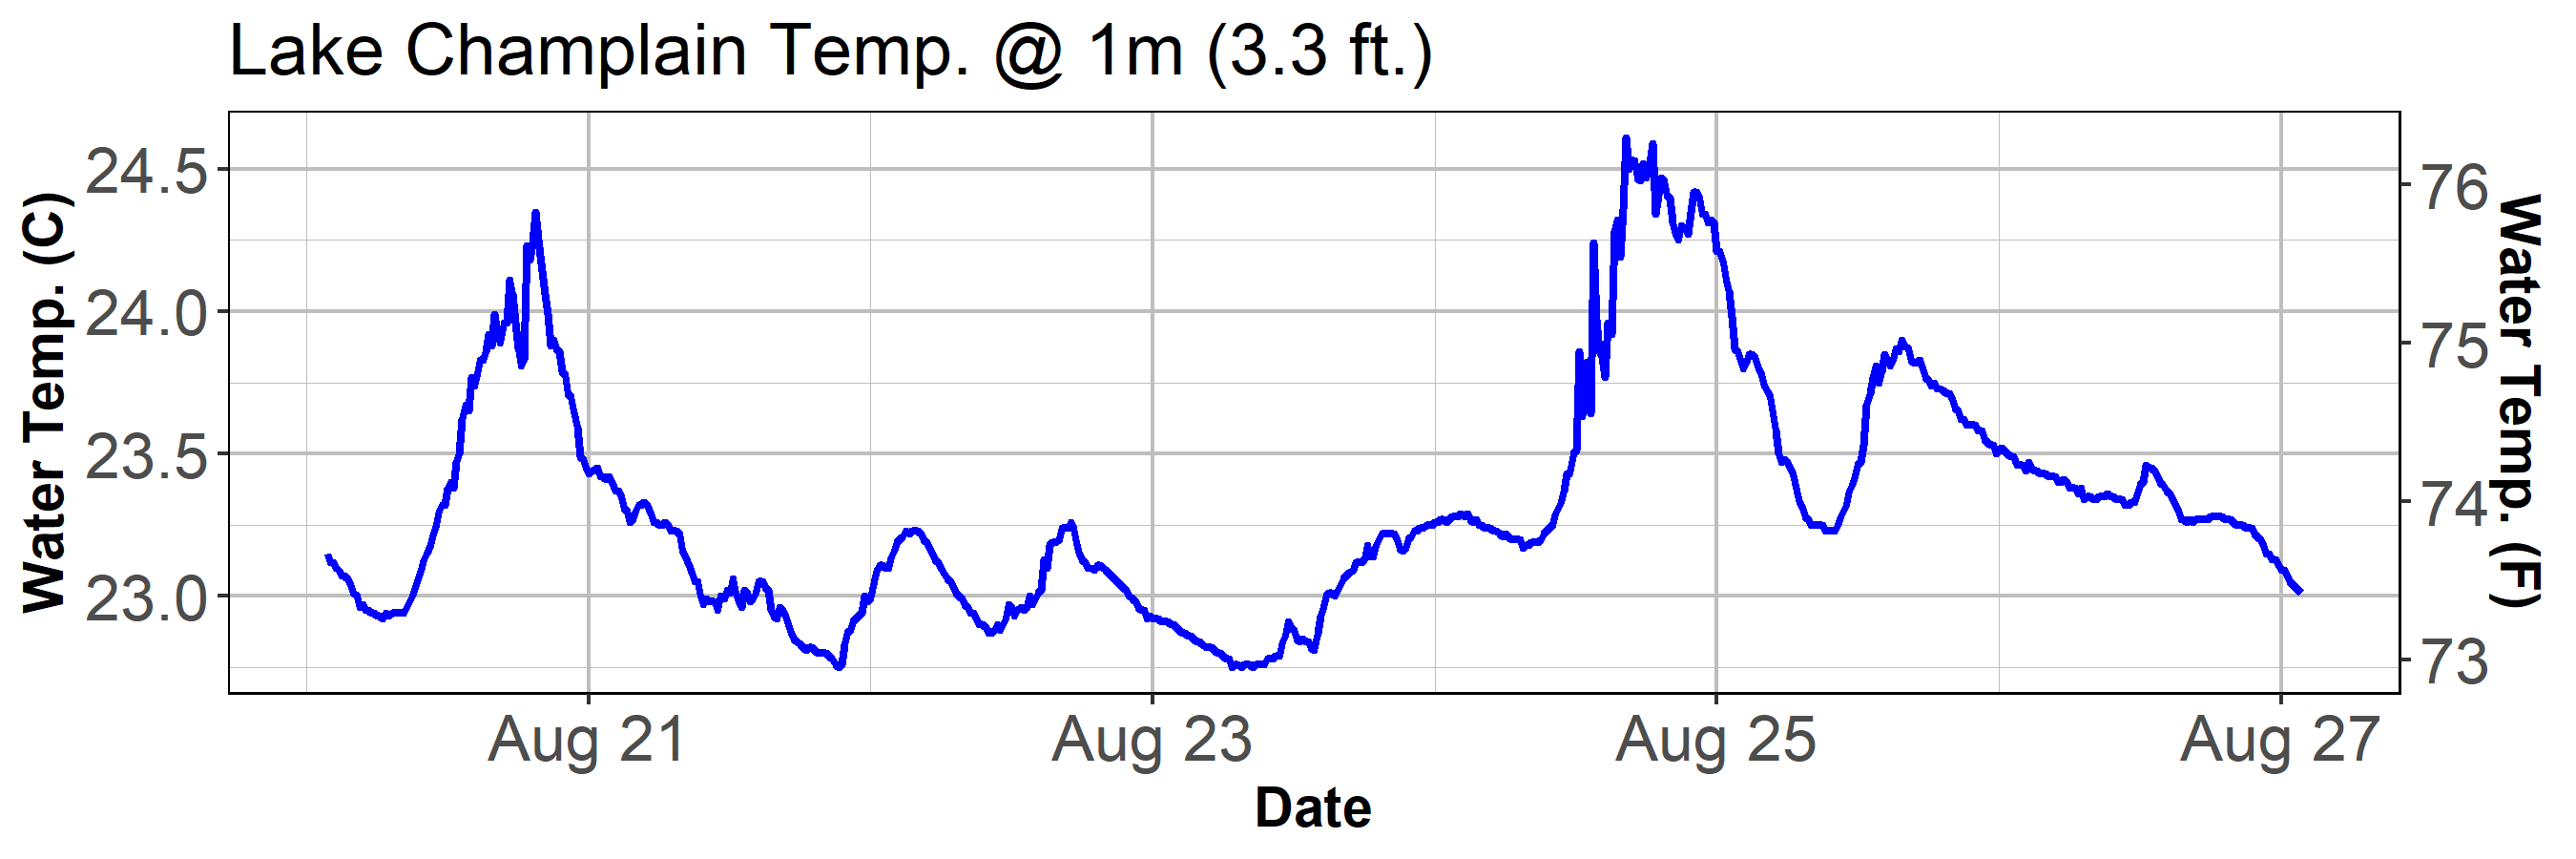 Lake Champlain Temp. @ 1m (3.3 ft.)
Water Temp. (C)
24.5
24.0
23.5
23.0
76
75
74
73
Water Temp. (F)
Aug 21 Aug 23 Aug 25 Aug 27
Date